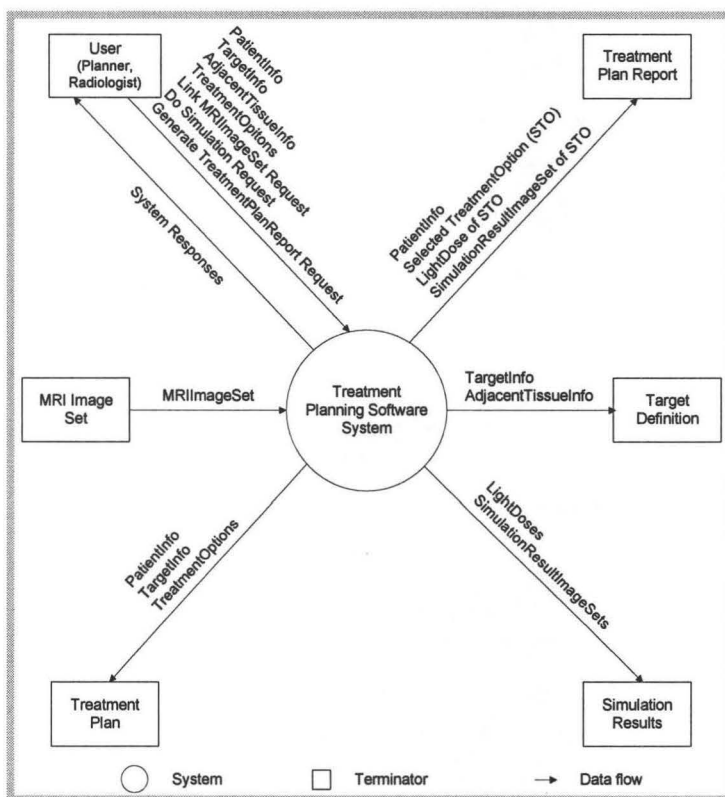 User
(Planner,
Radiologist)
PatientInfo
TargetInfo
AdjacentTissueInfo
TreatmentOpitons
Link MRIImageSet Request
Do Simulation Request
Generate TreatmentPlanReport Request
System Responses
Treatment
Plan Report
PatientInfo
Selected TreatmentOption (STO)
LightDose of STO
SimulationResultImageSet of STO
MRI Image
Set
MRIImageSet
Treatment
Planning Software
System
TargetInfo
AdjacentTissueInfo
Target
Definition
PatientInfo
TargetInfo
TreatmentOptions
LightDoses
SimulationResultImageSets
Treatment
Plan
Simulation
Results
System
Terminator
Data flow